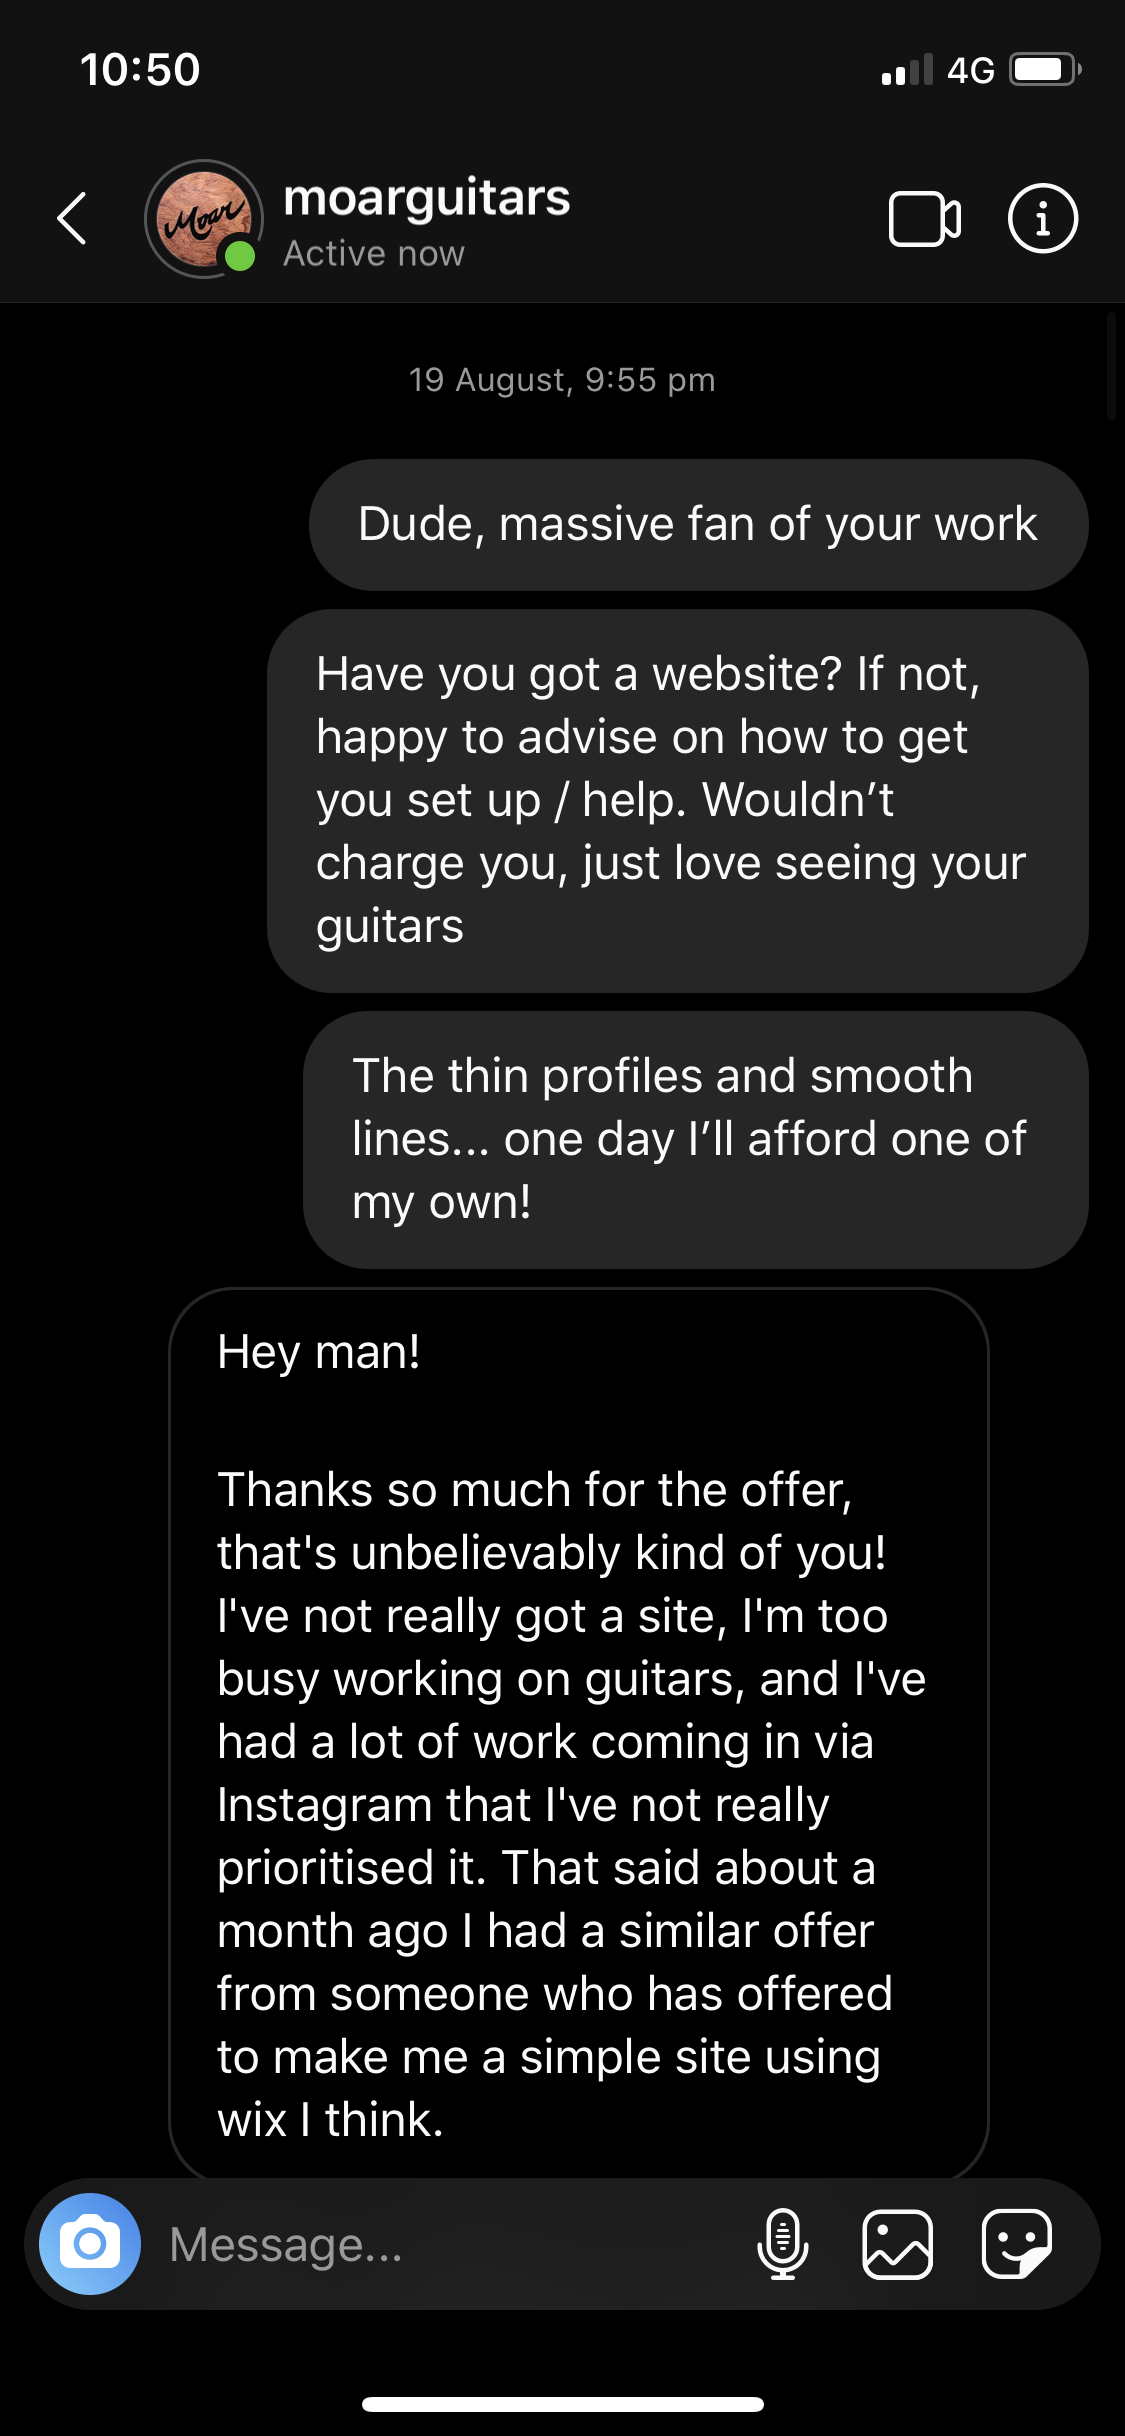 10:50
4G
moarguitars
Moar
Active now
19 August, 9:55 pm
Dude, massive fan of your work
Have you got a website? If not,
happy to advise on how to get
you set up / help. Wouldn’t
charge you, just love seeing your
guitars
The thin profiles and smooth
lines... one day I’ll afford one of
my own!
Hey man!
Thanks so much for the offer,
that's unbelievably kind of you!
I've not really got a site, I'm too
busy working on guitars, and I've
had a lot of work coming in via
Instagram that I've not really
prioritised it. That said about a
month ago I had a similar offer
from someone who has offered
to make me a simple site using
wix I think.
Message...